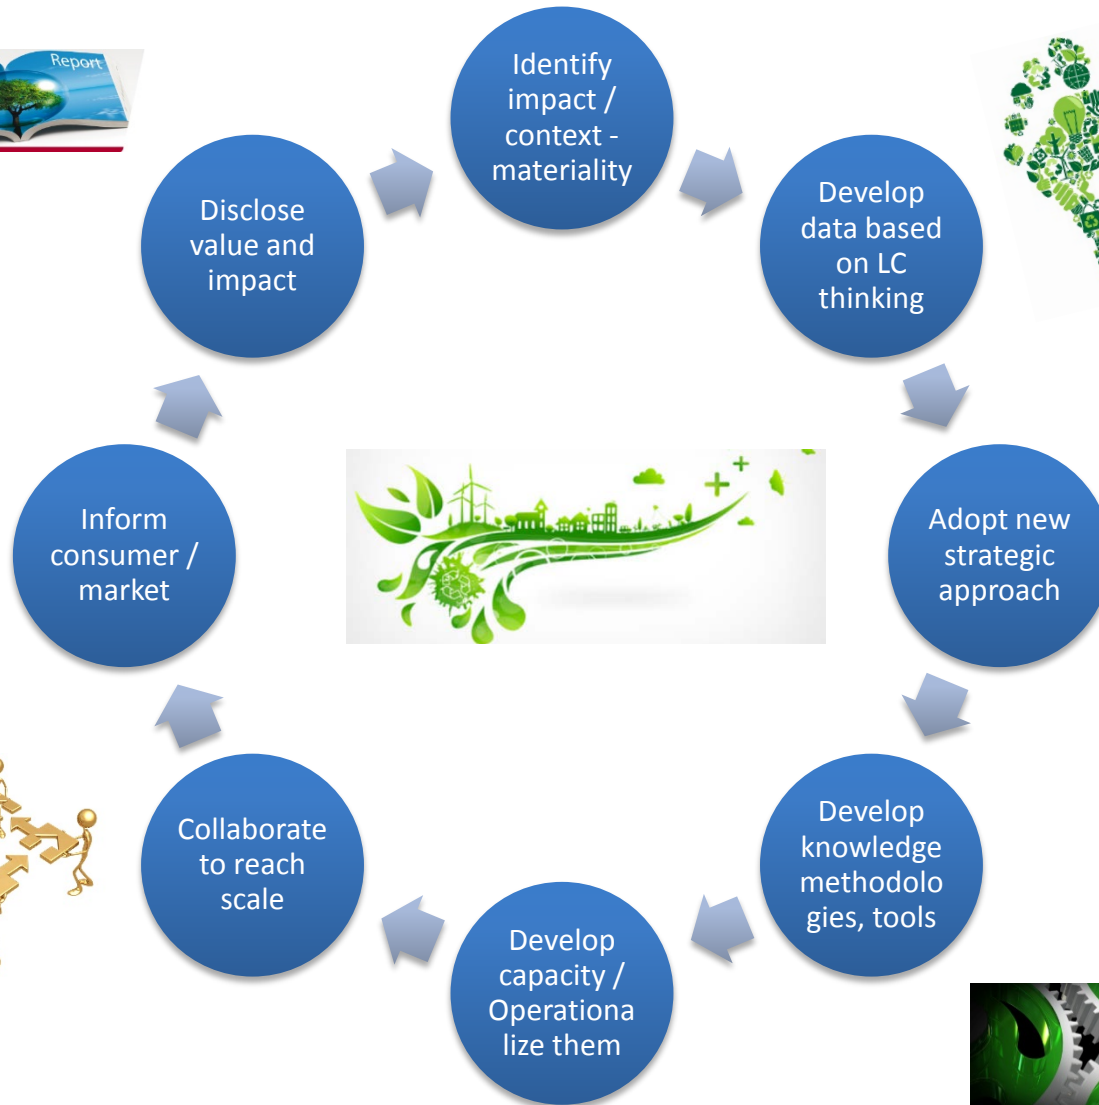 Report
Identify
impact /
context -
materiality
Develop
data based
on LC
thinking
Adopt new
strategic
approach
Develop
knowledge
methodolo
gies, tools
Develop
capacity /
Operationa
lize them
Collaborate
to reach
scale
Inform
consumer /
market
Disclose
value and
impact